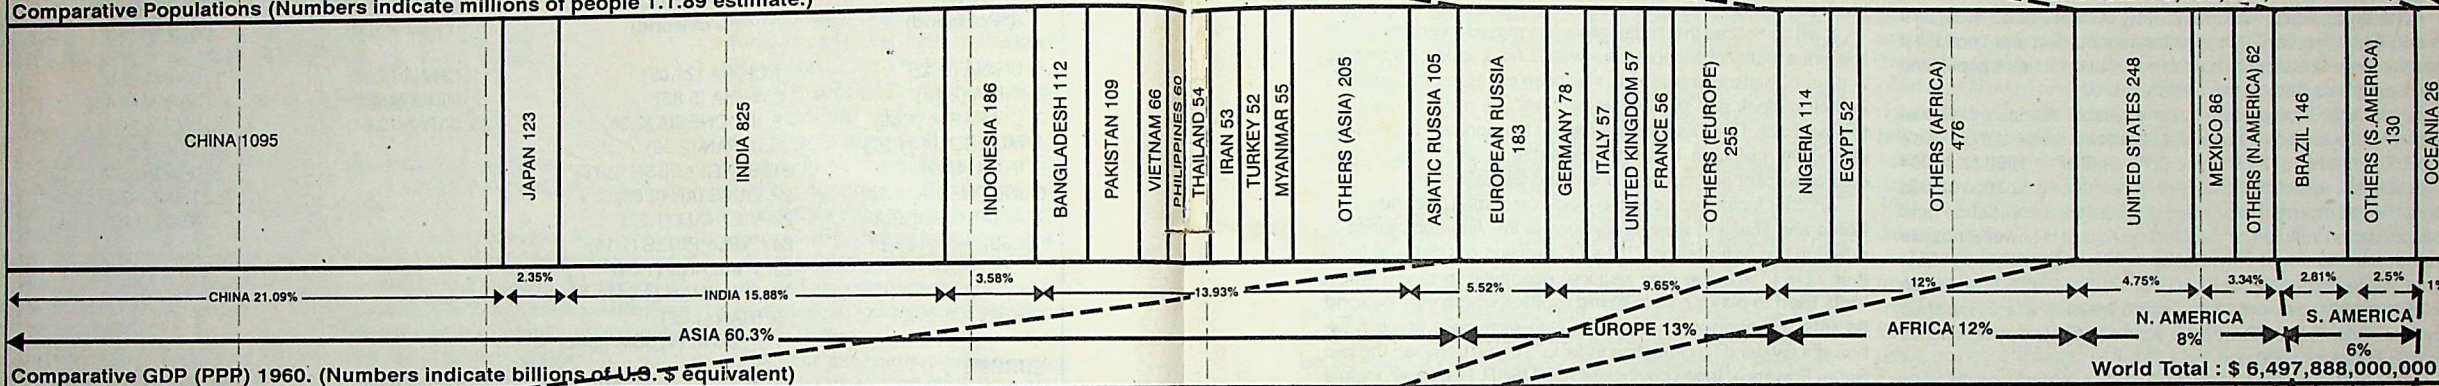 Comparative Populations (Numbers indicate millions of people 1.1.89 estimate.)
CHINA 1095
JAPAN 123
INDIA 825
INDONESIA 186
BANGLADESH 112
PAKISTAN 109
VIETNAM 66
PHILIPPINES 60
THAILAND 54
IRAN 53
TURKEY 52
MYANMAR 55
OTHERS (ASIA) 205
ASIATIC RUSSIA 105
EUROPEAN RUSSIA
183
GERMANY 78
ITALY 57
UNITED KINGDOM 57
FRANCE 56
OTHERS (EUROPE)
255
NIGERIA 114
EGYPT 52
OTHERS (AFRICA)
476
UNITED STATES 248
MEXICO 86
OTHERS (N.AMERICA) 62
BRAZIL 146
OTHERS (S.AMERICA)
130
OCEANIA 26
CHINA 21.09%
2.35%
INDIA 15.88%
3.58%
13.93%
5.52%
9.65%
12%
4.75%
3.34%
2.81%
2.5%
ASIA 60.3%
EUROPE 13%
AFRICA 12%
N. AMERICA
8%
S. AMERICA
6%
Comparative GDP (PPP) 1960. (Numbers indicate billions of U.S. $ equivalent)
World Total : $ 6,497,888,000,000